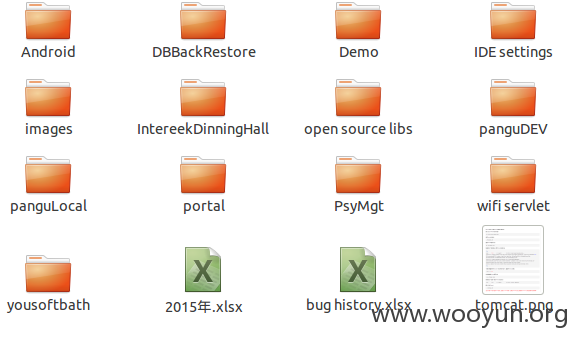 Android DBBackRestore Demo IDE settings
images IntereekDinningHall open source libs panguDEV
panguLocal portal PsyMgt wifi servlet
yousoftbath 2015年.xlsx bug history.xlsx tomcat.png
www.wooyun.org